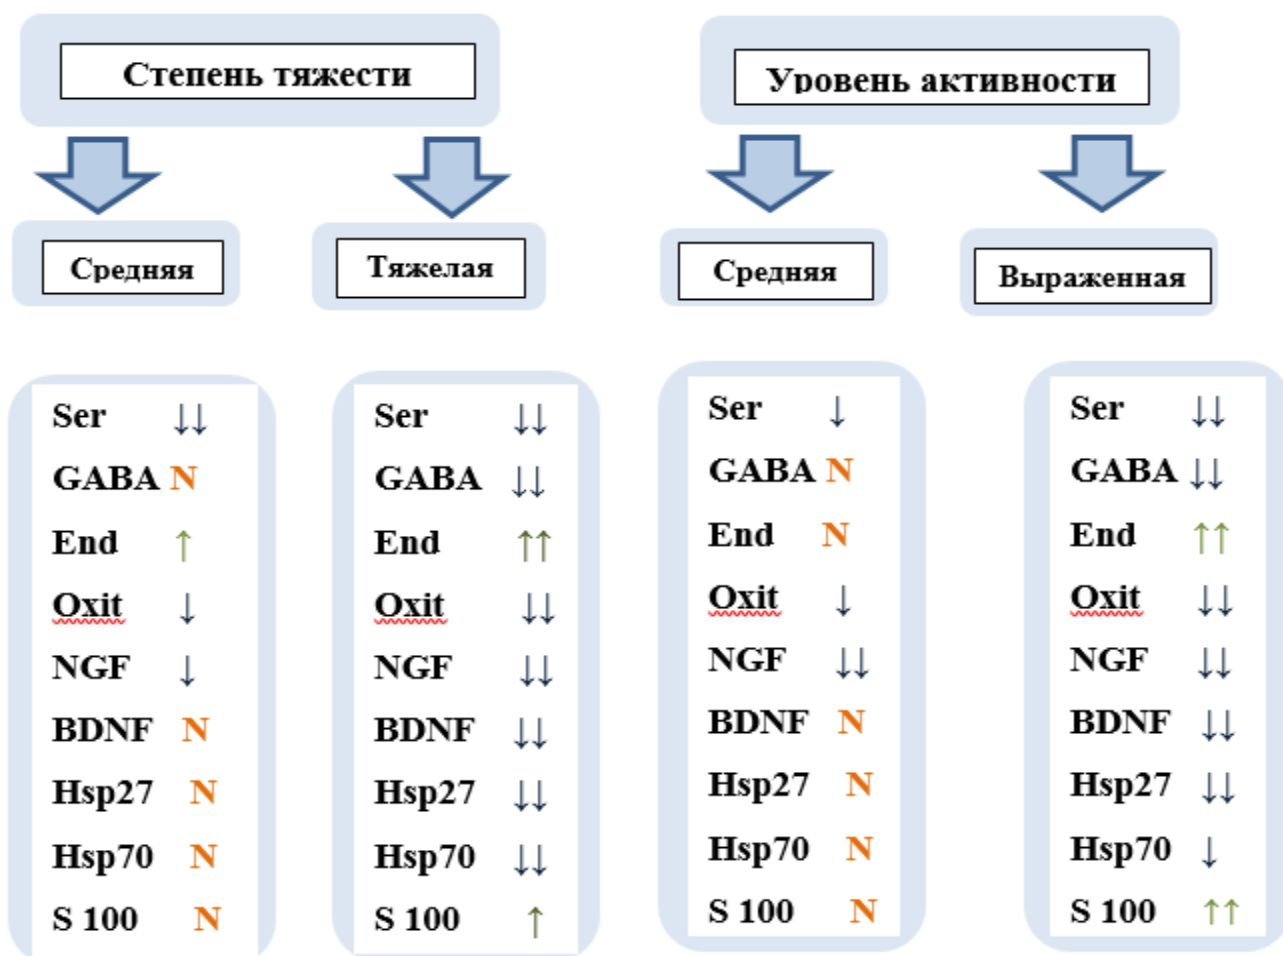 Степень тяжести
Уровень активности
Средняя
Тяжелая
Средняя
Выраженная
Ser ↓↓
GABA N
End ↑
Oxit ↓
NGF ↓
BDNF N
Hsp27 N
Hsp70 N
S 100 N
Ser ↓↓
GABA ↓↓
End ↑↑
Oxit ↓↓
NGF ↓↓
BDNF ↓↓
Hsp27 ↓↓
Hsp70 ↓↓
S 100 ↑
Ser ↓
GABA N
End N
Oxit ↓
NGF ↓↓
BDNF N
Hsp27 N
Hsp70 N
S 100 N
Ser ↓↓
GABA ↓↓
End ↑↑
Oxit ↓↓
NGF ↓↓
BDNF ↓↓
Hsp27 ↓↓
Hsp70 ↓
S 100 ↑↑